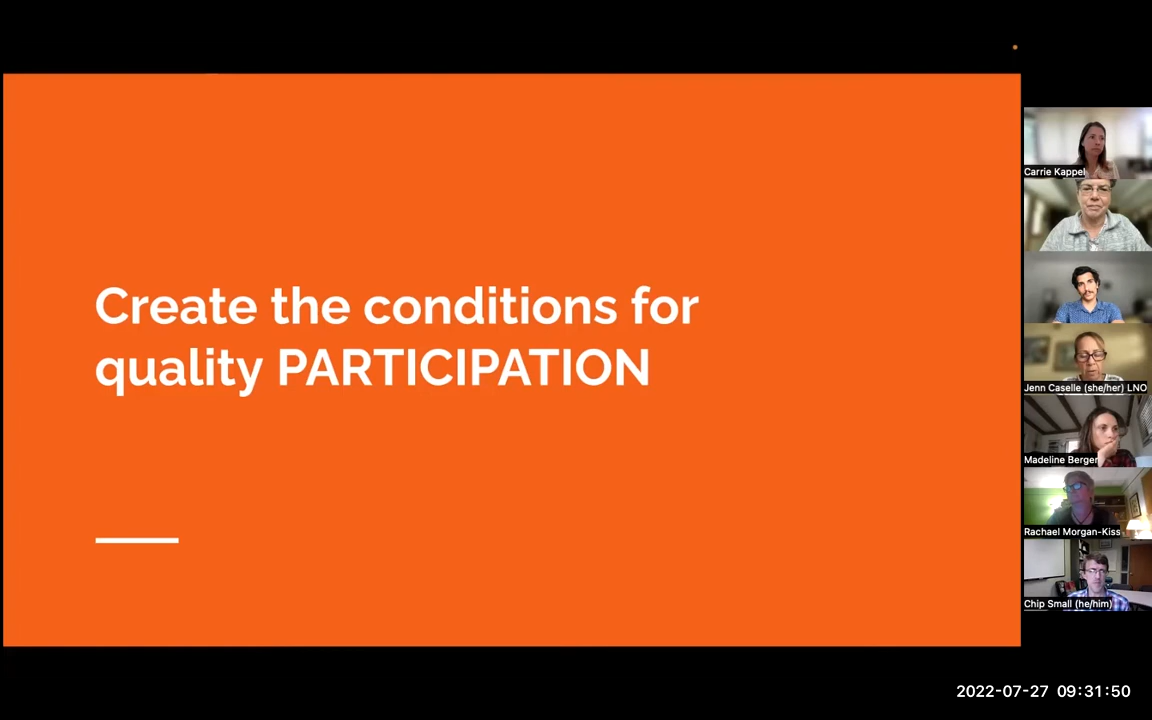 Create the conditions for
quality PARTICIPATION
Carrie Kappel
Jenn Caselle (she/her) LNO
Madeline Berger
Rachael Morgan-Kiss
Chip Small (he/him)
2022-07-27 09:31:50